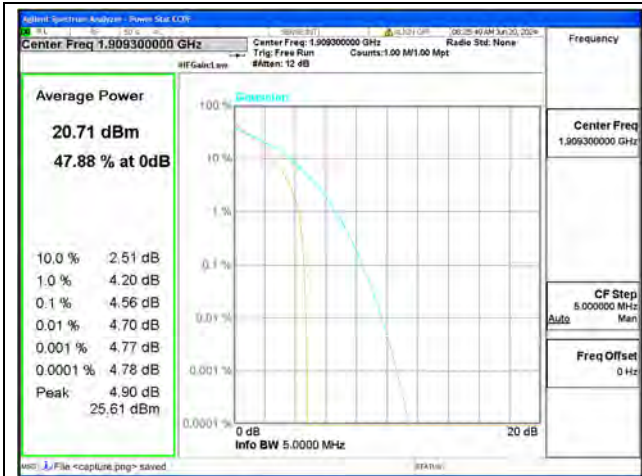 Agilent Spectrum Analyzer - Power Stat CCDF
Center Freq 1.909300000 GHz
Center Freq: 1.909300000 GHz
Radio Std: None
Trig: Free Run
Counts:1.00 M/1.00 Mpt
#IFGain:Low
#Atten: 12 dB
Frequency
Average Power
20.71 dBm
47.88 % at 0dB
10.0 % 2.51 dB
1.0 % 4.20 dB
0.1 % 4.56 dB
0.01 % 4.70 dB
0.001 % 4.77 dB
0.0001 % 4.78 dB
Peak 4.90 dB
25.61 dBm
Gaussian
100 %
10 %
1 %
0.1 %
0.01 %
0.001 %
0.0001 %
0 dB
20 dB
Info BW 5.0000 MHz
Center Freq
1.909300000 GHz
CF Step
5.000000 MHz
Auto Man
Freq Offset
0 Hz
MSG File <capture.png> saved
STATUS